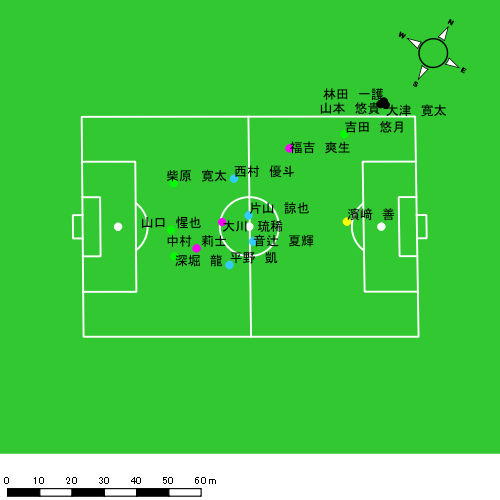 N
W
E
S
林田　一護
山本　悠貴
大津　寛太
吉田　悠月
福吉　爽生
柴原　寛太
西村　優斗
片山　諒也
濱﨑　善
山口　惺也
大川　琉稀
中村　莉士
音辻　夏輝
深堀　龍
平野　凱
0 10 20 30 40 50 60 m